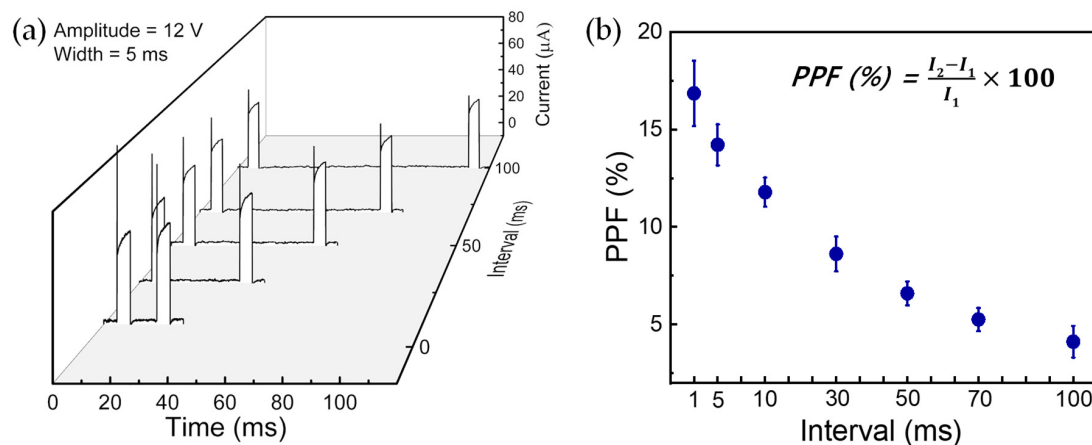 (a)
Amplitude = 12 V
Width = 5 ms
80
60
40
20
0
Current (μA)
100
50
0
Interval (ms)
0 20 40 60 80 100
Time (ms)
(b)
PPF (%) = I₂−I₁/I₁ × 100
20
15
10
5
PPF (%)
1 5 10 30 50 70 100
Interval (ms)